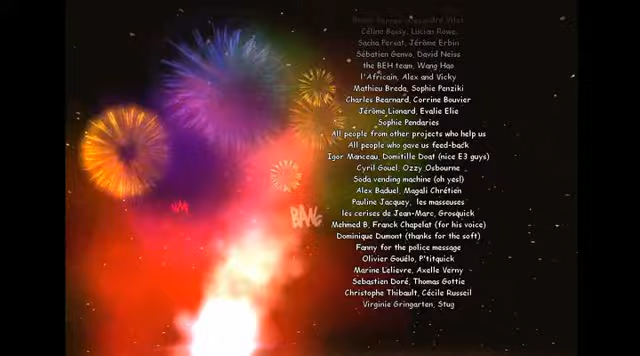 Céline Bossy, Lucian Rowe,
Sacha Fersat, Jérôme Erbin
Sébatien Genvo, David Neiss
the BEH team, Wang Hao
l'Africain, Alex and Vicky
Mathieu Breda, Sophie Penziki
Charles Bearnard, Corrine Bouvier
Jérôme Lionard, Evalie Elie
Sophie Pendaries
All people from other projects who help us
All people who gave us feed-back
Igor Manceau, Domitille Doat (nice E3 guys)
Cyril Gouel, Ozzy Osbourne
Soda vending machine (oh yes!)
Alex Baduel, Magali Chrétien
Pauline Jacquey, les masseuses
les cerises de Jean-Marc, Grosquick
BANG
Mehmed B, Franck Chapelat (for his voice)
Dominique Dumont (thanks for the soft)
Fanny for the police message
Olivier Gouëlo, P'titquick
Marine Lelievre, Axelle Verny
Sebastien Doré, Thomas Gottie
Christophe Thibault, Cécile Russeil
Virginie Gringarten, Stug